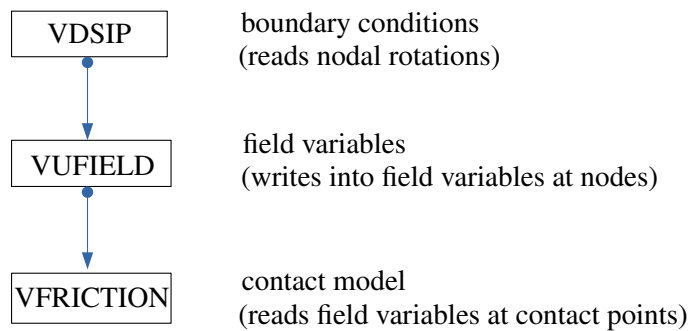 VDSIP
boundary conditions
(reads nodal rotations)
VUFIELD
field variables
(writes into field variables at nodes)
VFRICTION
contact model
(reads field variables at contact points)